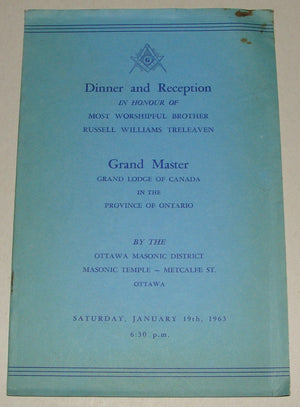 G
Dinner and Reception
IN HONOUR OF
MOST WORSHIPFUL BROTHER
RUSSELL WILLIAMS TRELEAVEN
Grand Master
GRAND LODGE OF CANADA
IN THE
PROVINCE OF ONTARIO
BY THE
OTTAWA MASONIC DISTRICT
MASONIC TEMPLE – METCALFE ST.
OTTAWA
SATURDAY, JANUARY 19th, 1963
6:30 p.m.